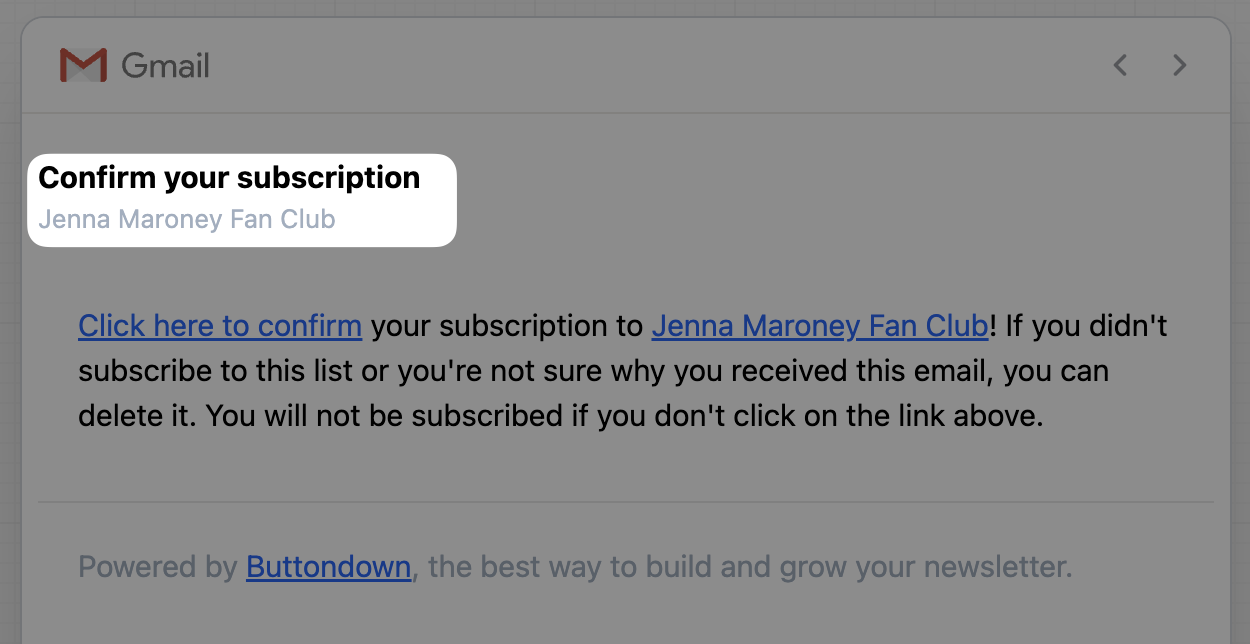 Gmail
Confirm your subscription
Jenna Maroney Fan Club
Click here to confirm your subscription to Jenna Maroney Fan Club! If you didn't
subscribe to this list or you're not sure why you received this email, you can
delete it. You will not be subscribed if you don't click on the link above.
Powered by Buttondown, the best way to build and grow your newsletter.